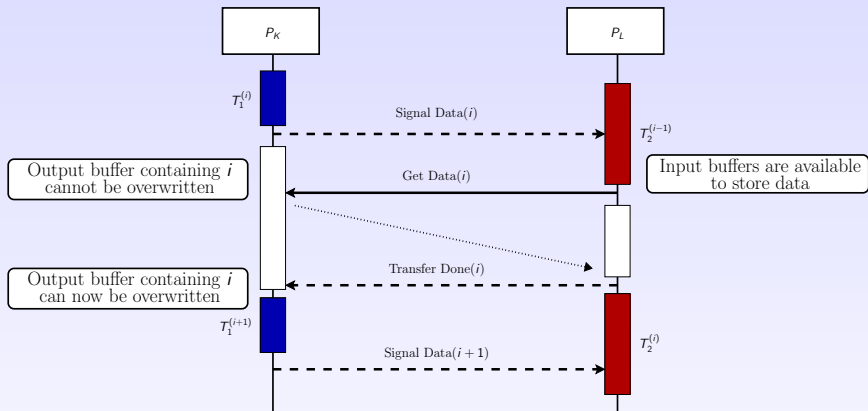 P_K
P_L
T_1^{(i)}
Signal Data(i)
T_2^{(i-1)}
Output buffer containing i
cannot be overwritten
Get Data(i)
Input buffers are available
to store data
Transfer Done(i)
Output buffer containing i
can now be overwritten
T_1^{(i+1)}
Signal Data(i + 1)
T_2^{(i)}